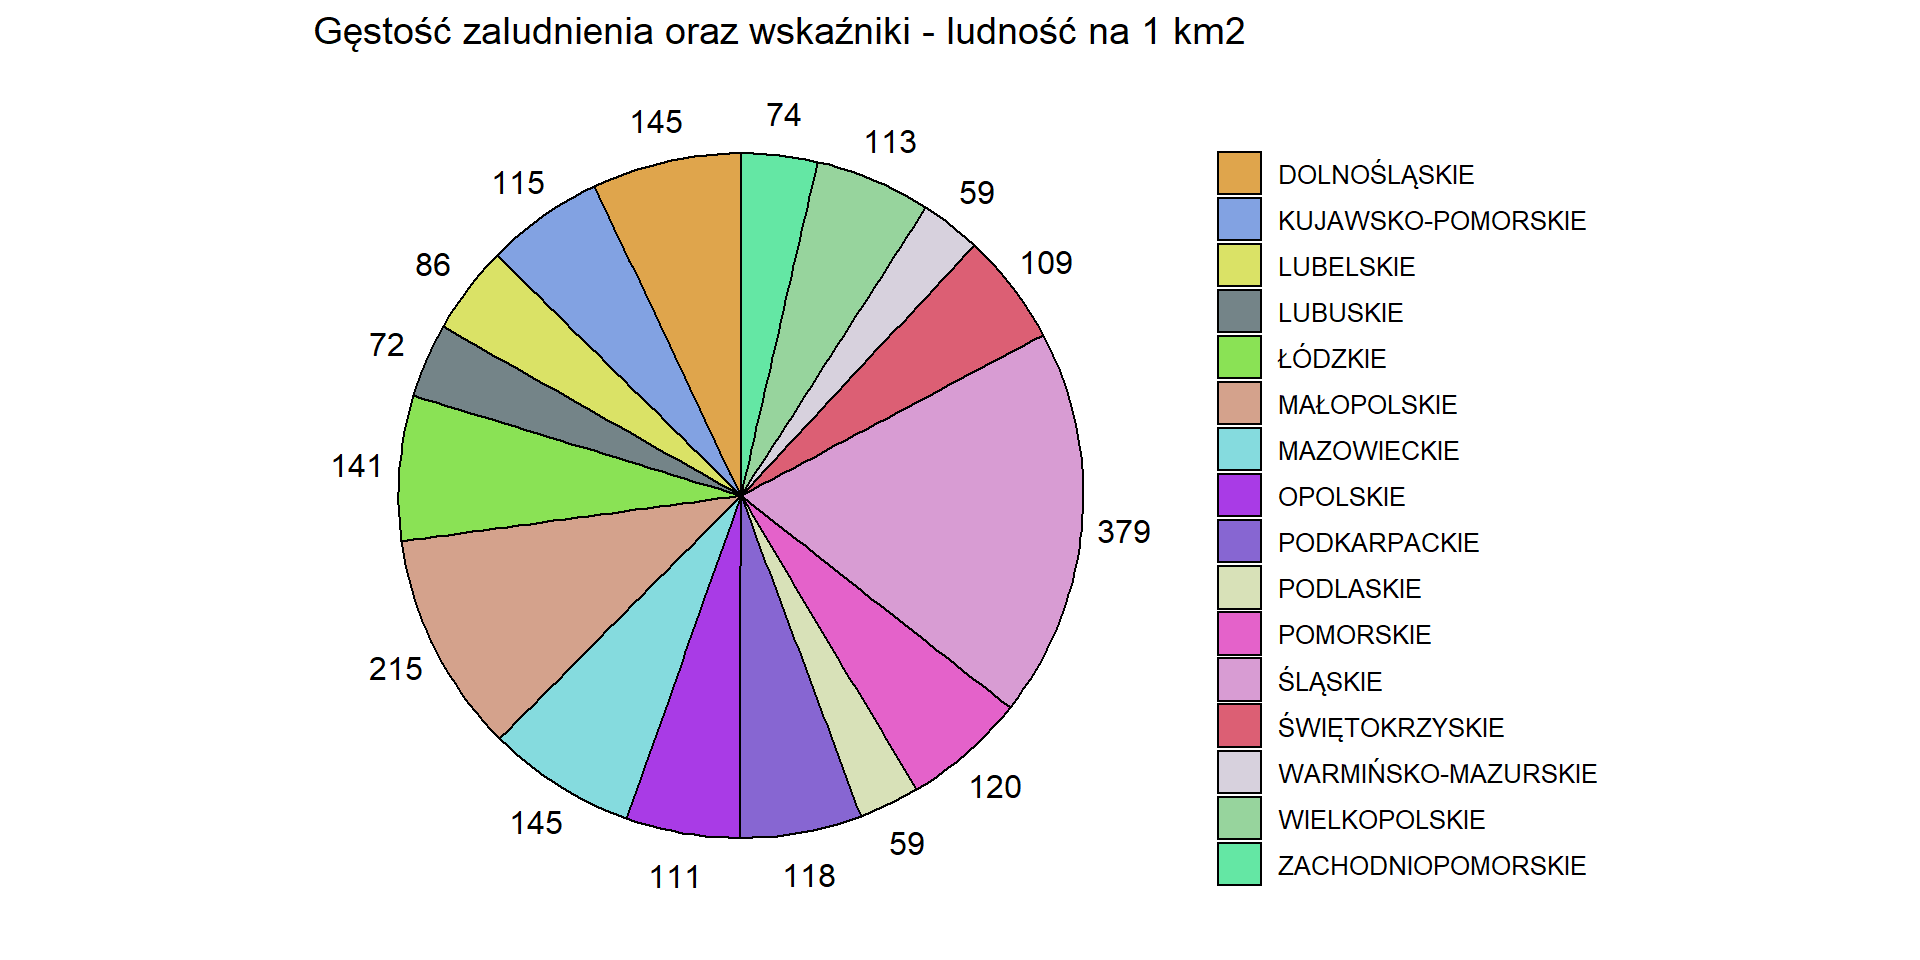 Gęstość zaludnienia oraz wskaźniki - ludność na 1 km2
74
145
113
115
59
109
86
72
141
379
215
120
145
59
111
118
DOLNOŚLĄSKIE
KUJAWSKO-POMORSKIE
LUBELSKIE
LUBUSKIE
ŁÓDZKIE
MAŁOPOLSKIE
MAZOWIECKIE
OPOLSKIE
PODKARPACKIE
PODLASKIE
POMORSKIE
ŚLĄSKIE
ŚWIĘTOKRZYSKIE
WARMIŃSKO-MAZURSKIE
WIELKOPOLSKIE
ZACHODNIOPOMORSKIE